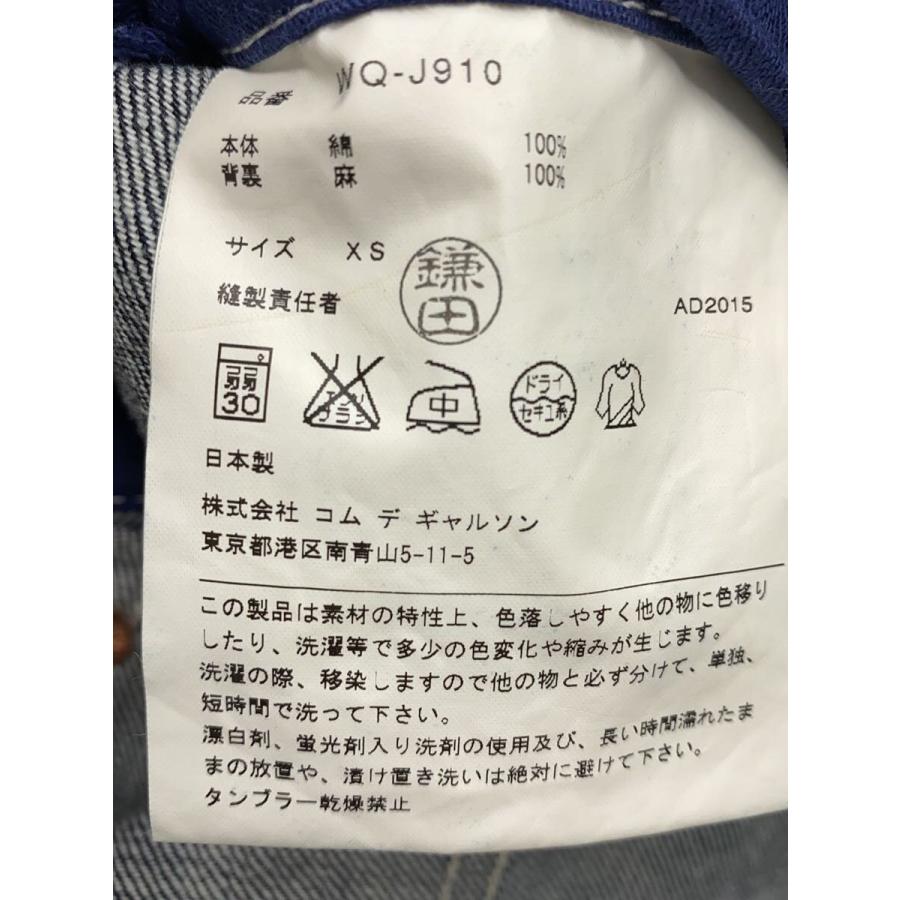 品番 WQ-J910
本体 綿 100%
背裏 麻 100%
サイズ XS
縫製責任者 鎌田 AD2015
弱 30
エンソ サラシ
中
ドライ セキユ系
日本製
株式会社 コム デ ギャルソン
東京都港区南青山5-11-5
この製品は素材の特性上、色落しやすく他の物に色移り
したり、洗濯等で多少の色変化や縮みが生じます。
洗濯の際、移染しますので他の物と必ず分けて、単独、
短時間で洗って下さい。
漂白剤、蛍光剤入り洗剤の使用及び、長い時間濡れたま
まの放置や、漬け置き洗いは絶対に避けて下さい。
タンブラー乾燥禁止